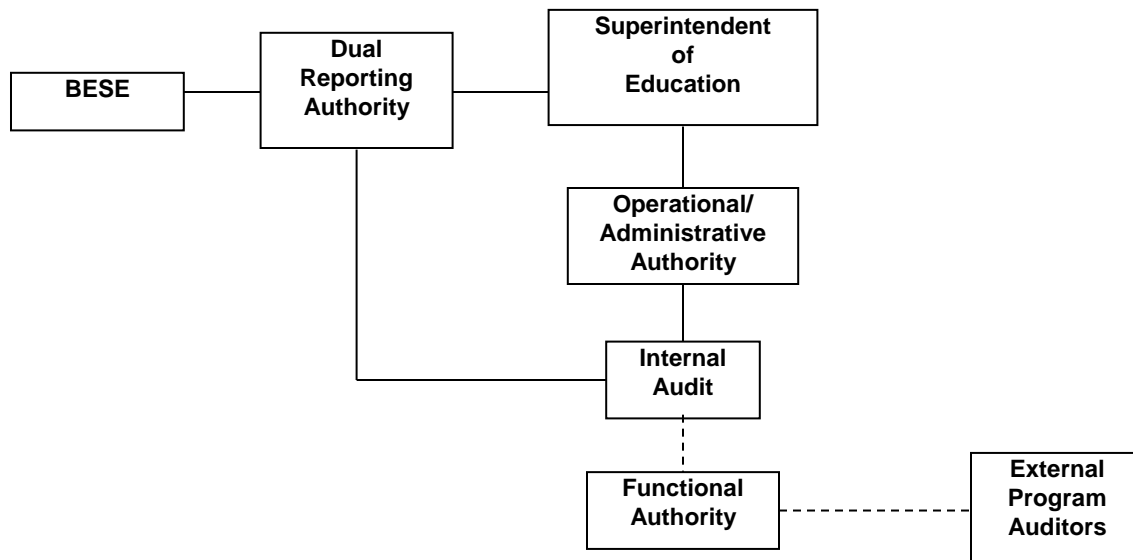 BESE
Dual
Reporting
Authority
Superintendent
of
Education
Operational/
Administrative
Authority
Internal
Audit
Functional
Authority
External
Program
Auditors